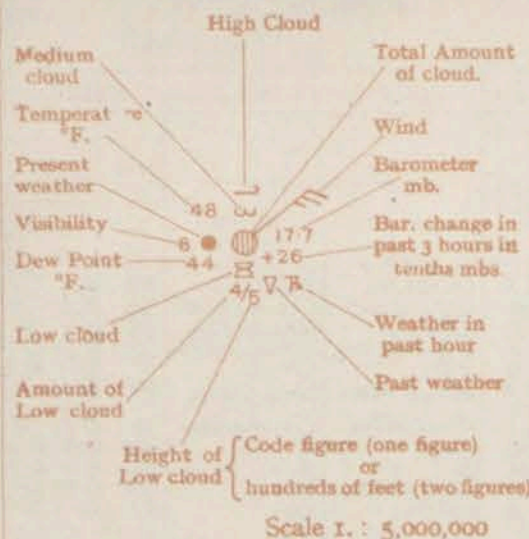 High Cloud
Medium
cloud
Total Amount
of cloud.
Temperat
°F.
Wind
Present
weather
Barometer
mb.
48
Visibility
6
17.7
Bar. change in
past 3 hours in
tenths mbs.
+26
Dew Point
°F.
44
4/5
Low cloud
Weather in
past hour
Amount of
Low cloud
Past weather
Height of
Low cloud
Code figure (one figure)
or
hundreds of feet (two figures)
Scale 1. : 5,000,000